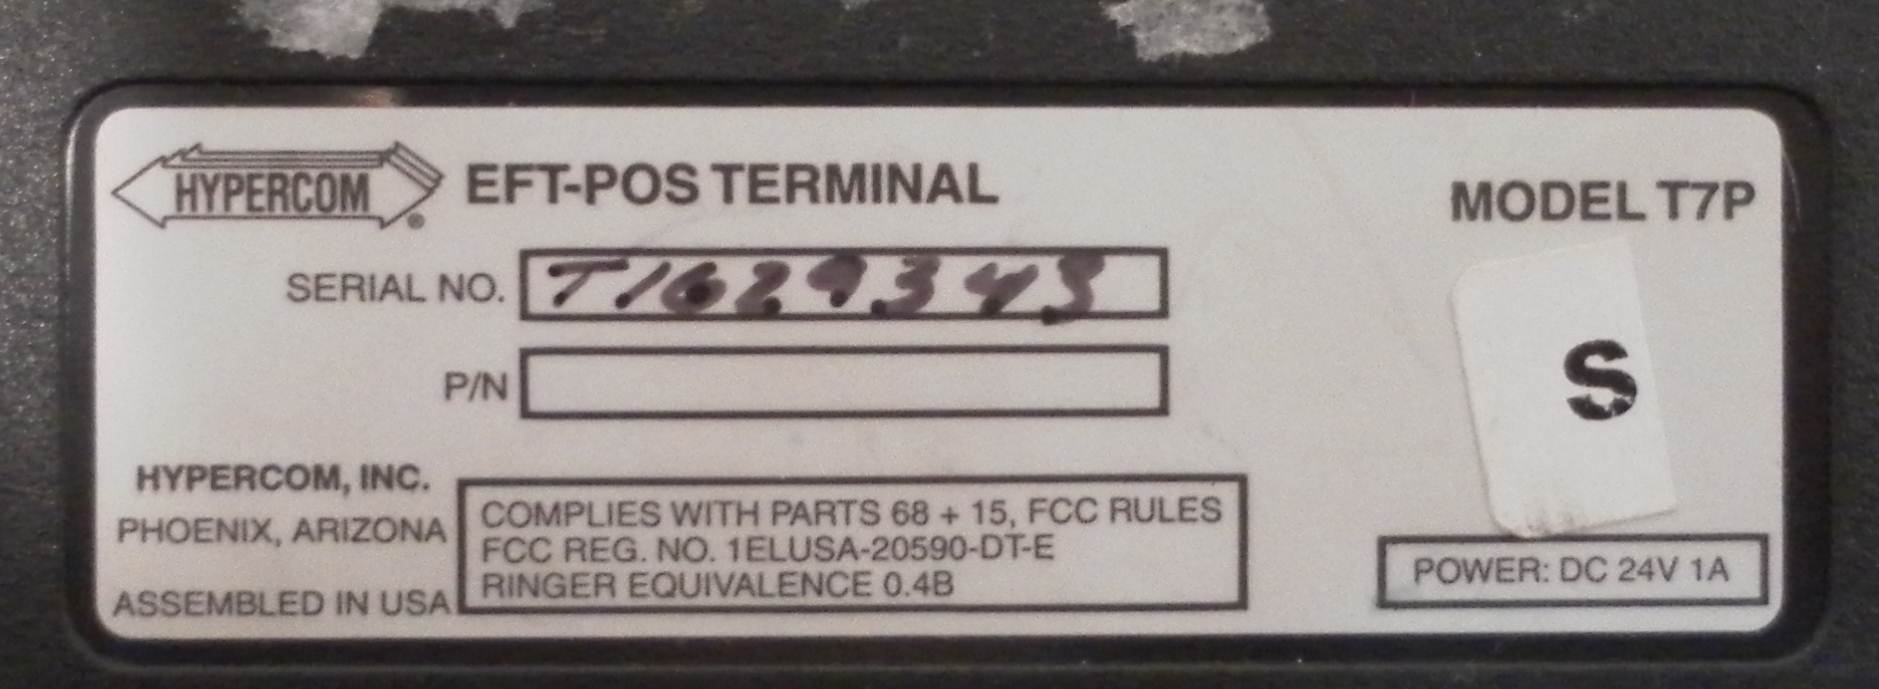 HYPERCOM® EFT-POS TERMINAL
MODEL T7P
SERIAL NO. T1629343
P/N
S
HYPERCOM, INC.
PHOENIX, ARIZONA
ASSEMBLED IN USA
COMPLIES WITH PARTS 68 + 15, FCC RULES
FCC REG. NO. 1ELUSA-20590-DT-E
RINGER EQUIVALENCE 0.4B
POWER: DC 24V 1A